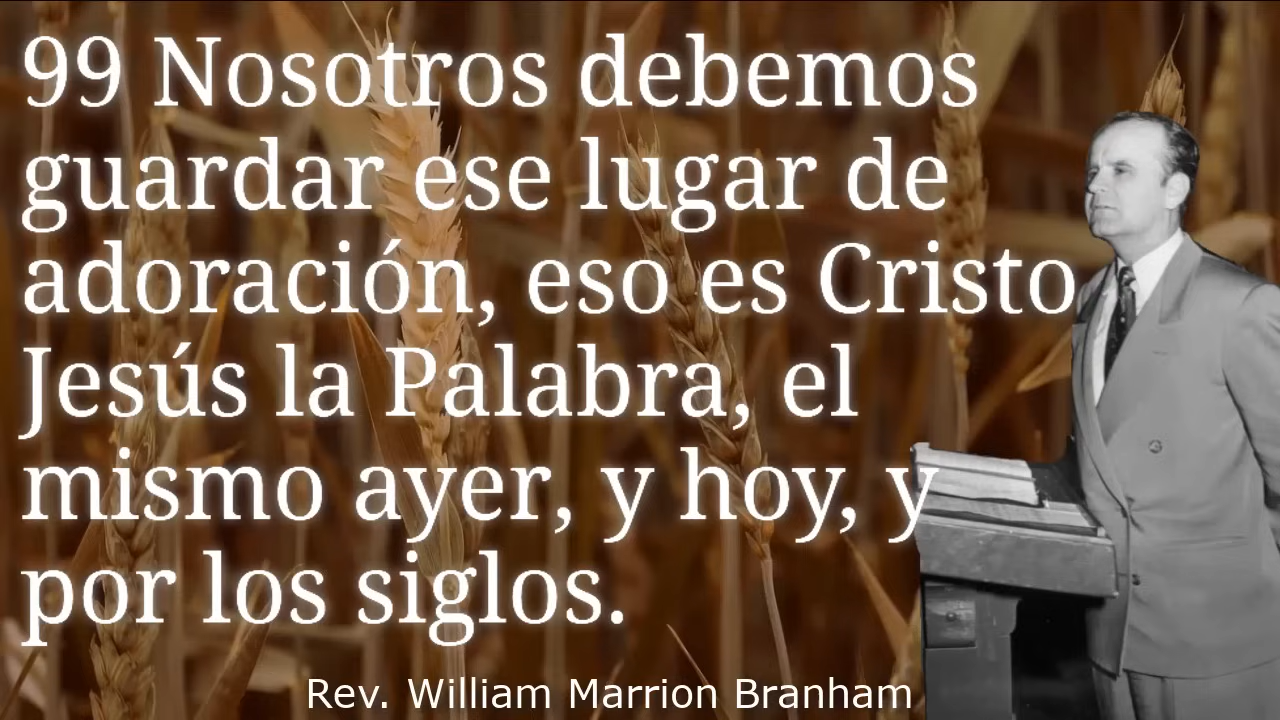 99 Nosotros debemos
guardar ese lugar de
adoración, eso es Cristo
Jesús la Palabra, el
mismo ayer, y hoy, y
por los siglos.
Rev. William Marrion Branham